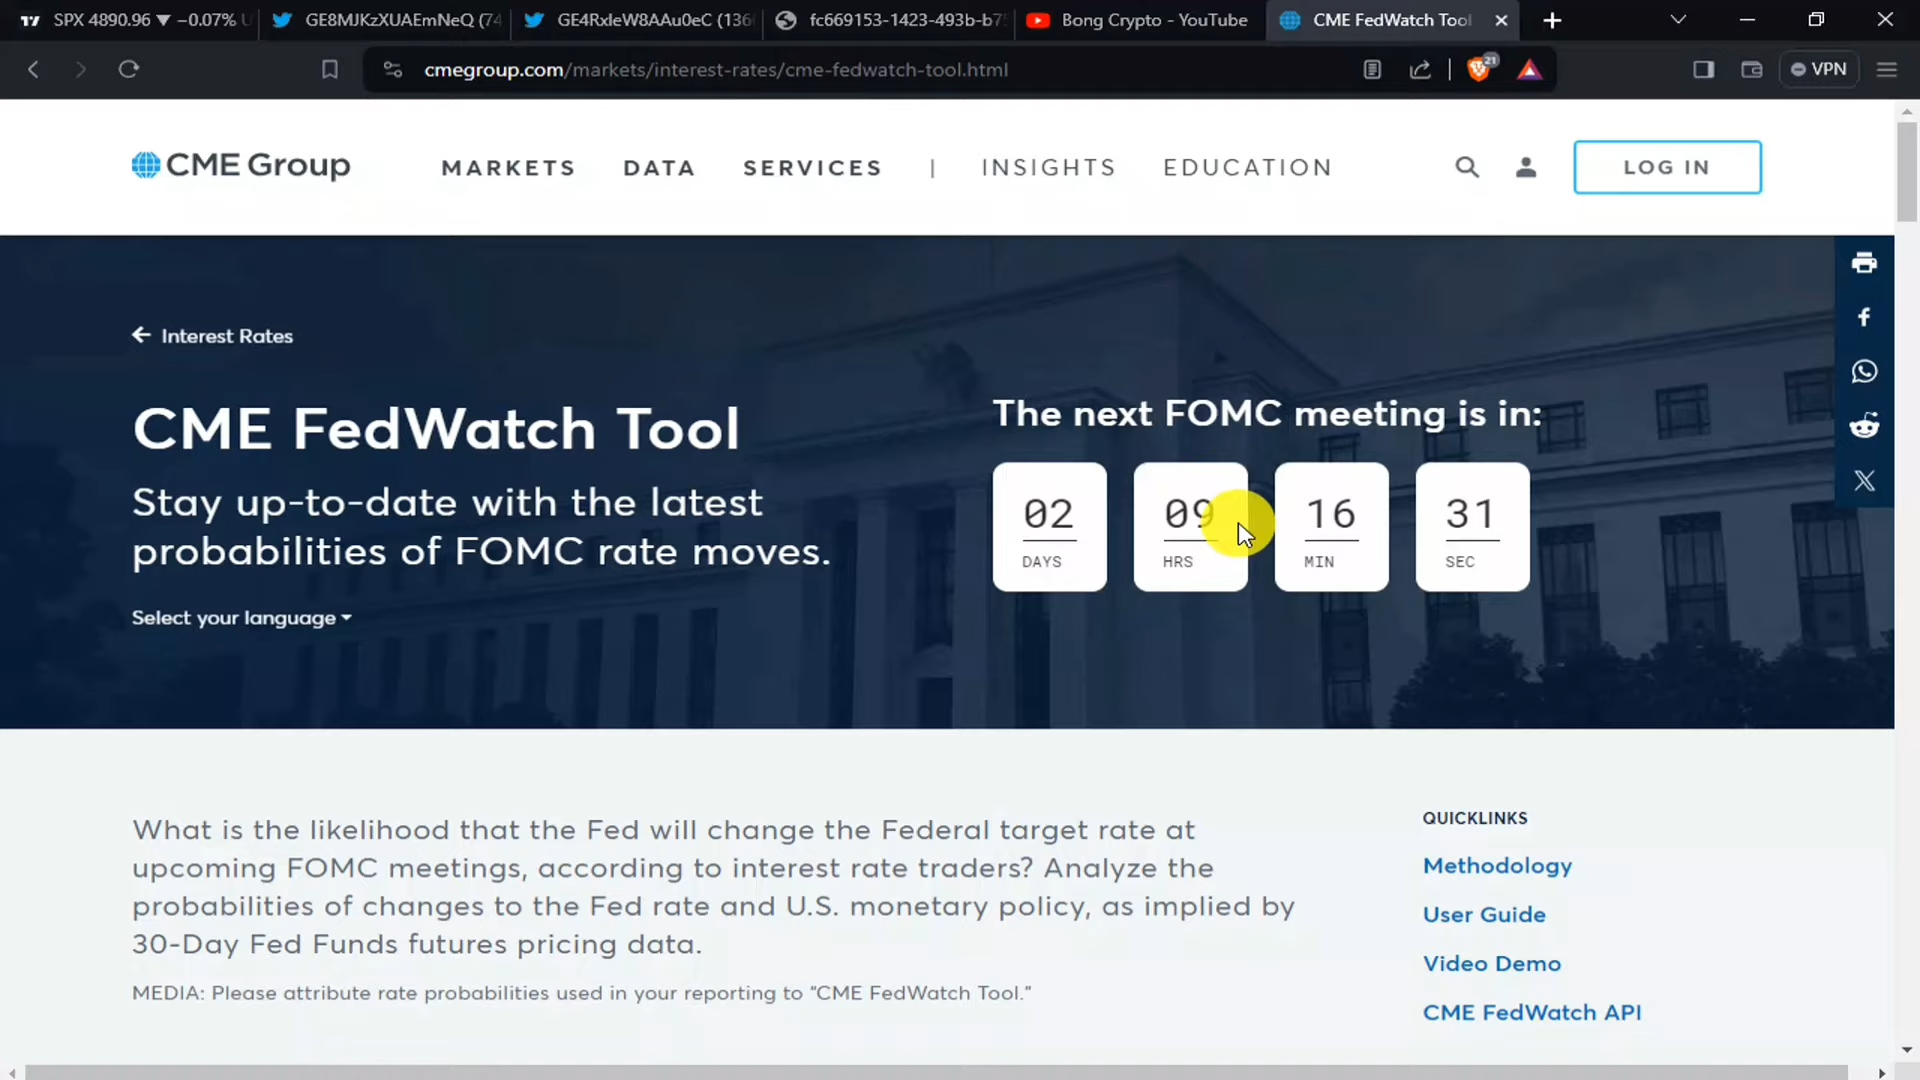 SPX 4890.96 ▼ −0.07% U
GE8MJKzXUAEmNeQ (74
GE4RxleW8AAu0eC (136
fc669153-1423-493b-b7
Bong Crypto - YouTube
CME FedWatch Tool
cmegroup.com/markets/interest-rates/cme-fedwatch-tool.html
21
VPN
CME Group
MARKETS
DATA
SERVICES
|
INSIGHTS
EDUCATION
LOG IN
Interest Rates
CME FedWatch Tool
Stay up-to-date with the latest
probabilities of FOMC rate moves.
Select your language
The next FOMC meeting is in:
02
DAYS
09
HRS
16
MIN
31
SEC
What is the likelihood that the Fed will change the Federal target rate at
upcoming FOMC meetings, according to interest rate traders? Analyze the
probabilities of changes to the Fed rate and U.S. monetary policy, as implied by
30-Day Fed Funds futures pricing data.
MEDIA: Please attribute rate probabilities used in your reporting to “CME FedWatch Tool.”
QUICKLINKS
Methodology
User Guide
Video Demo
CME FedWatch API